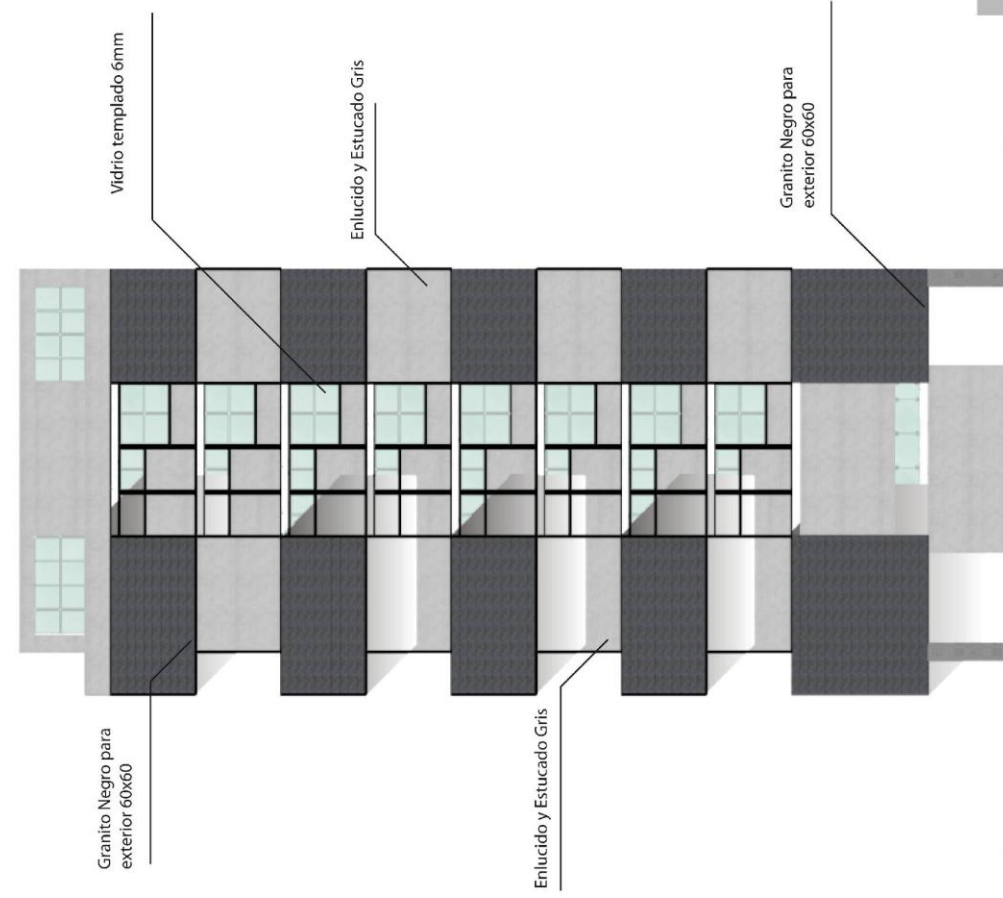 Vidrio templado 6mm
Enlucido y Estucado Gris
Granito Negro para
exterior 60x60
Granito Negro para
exterior 60x60
Enlucido y Estucado Gris